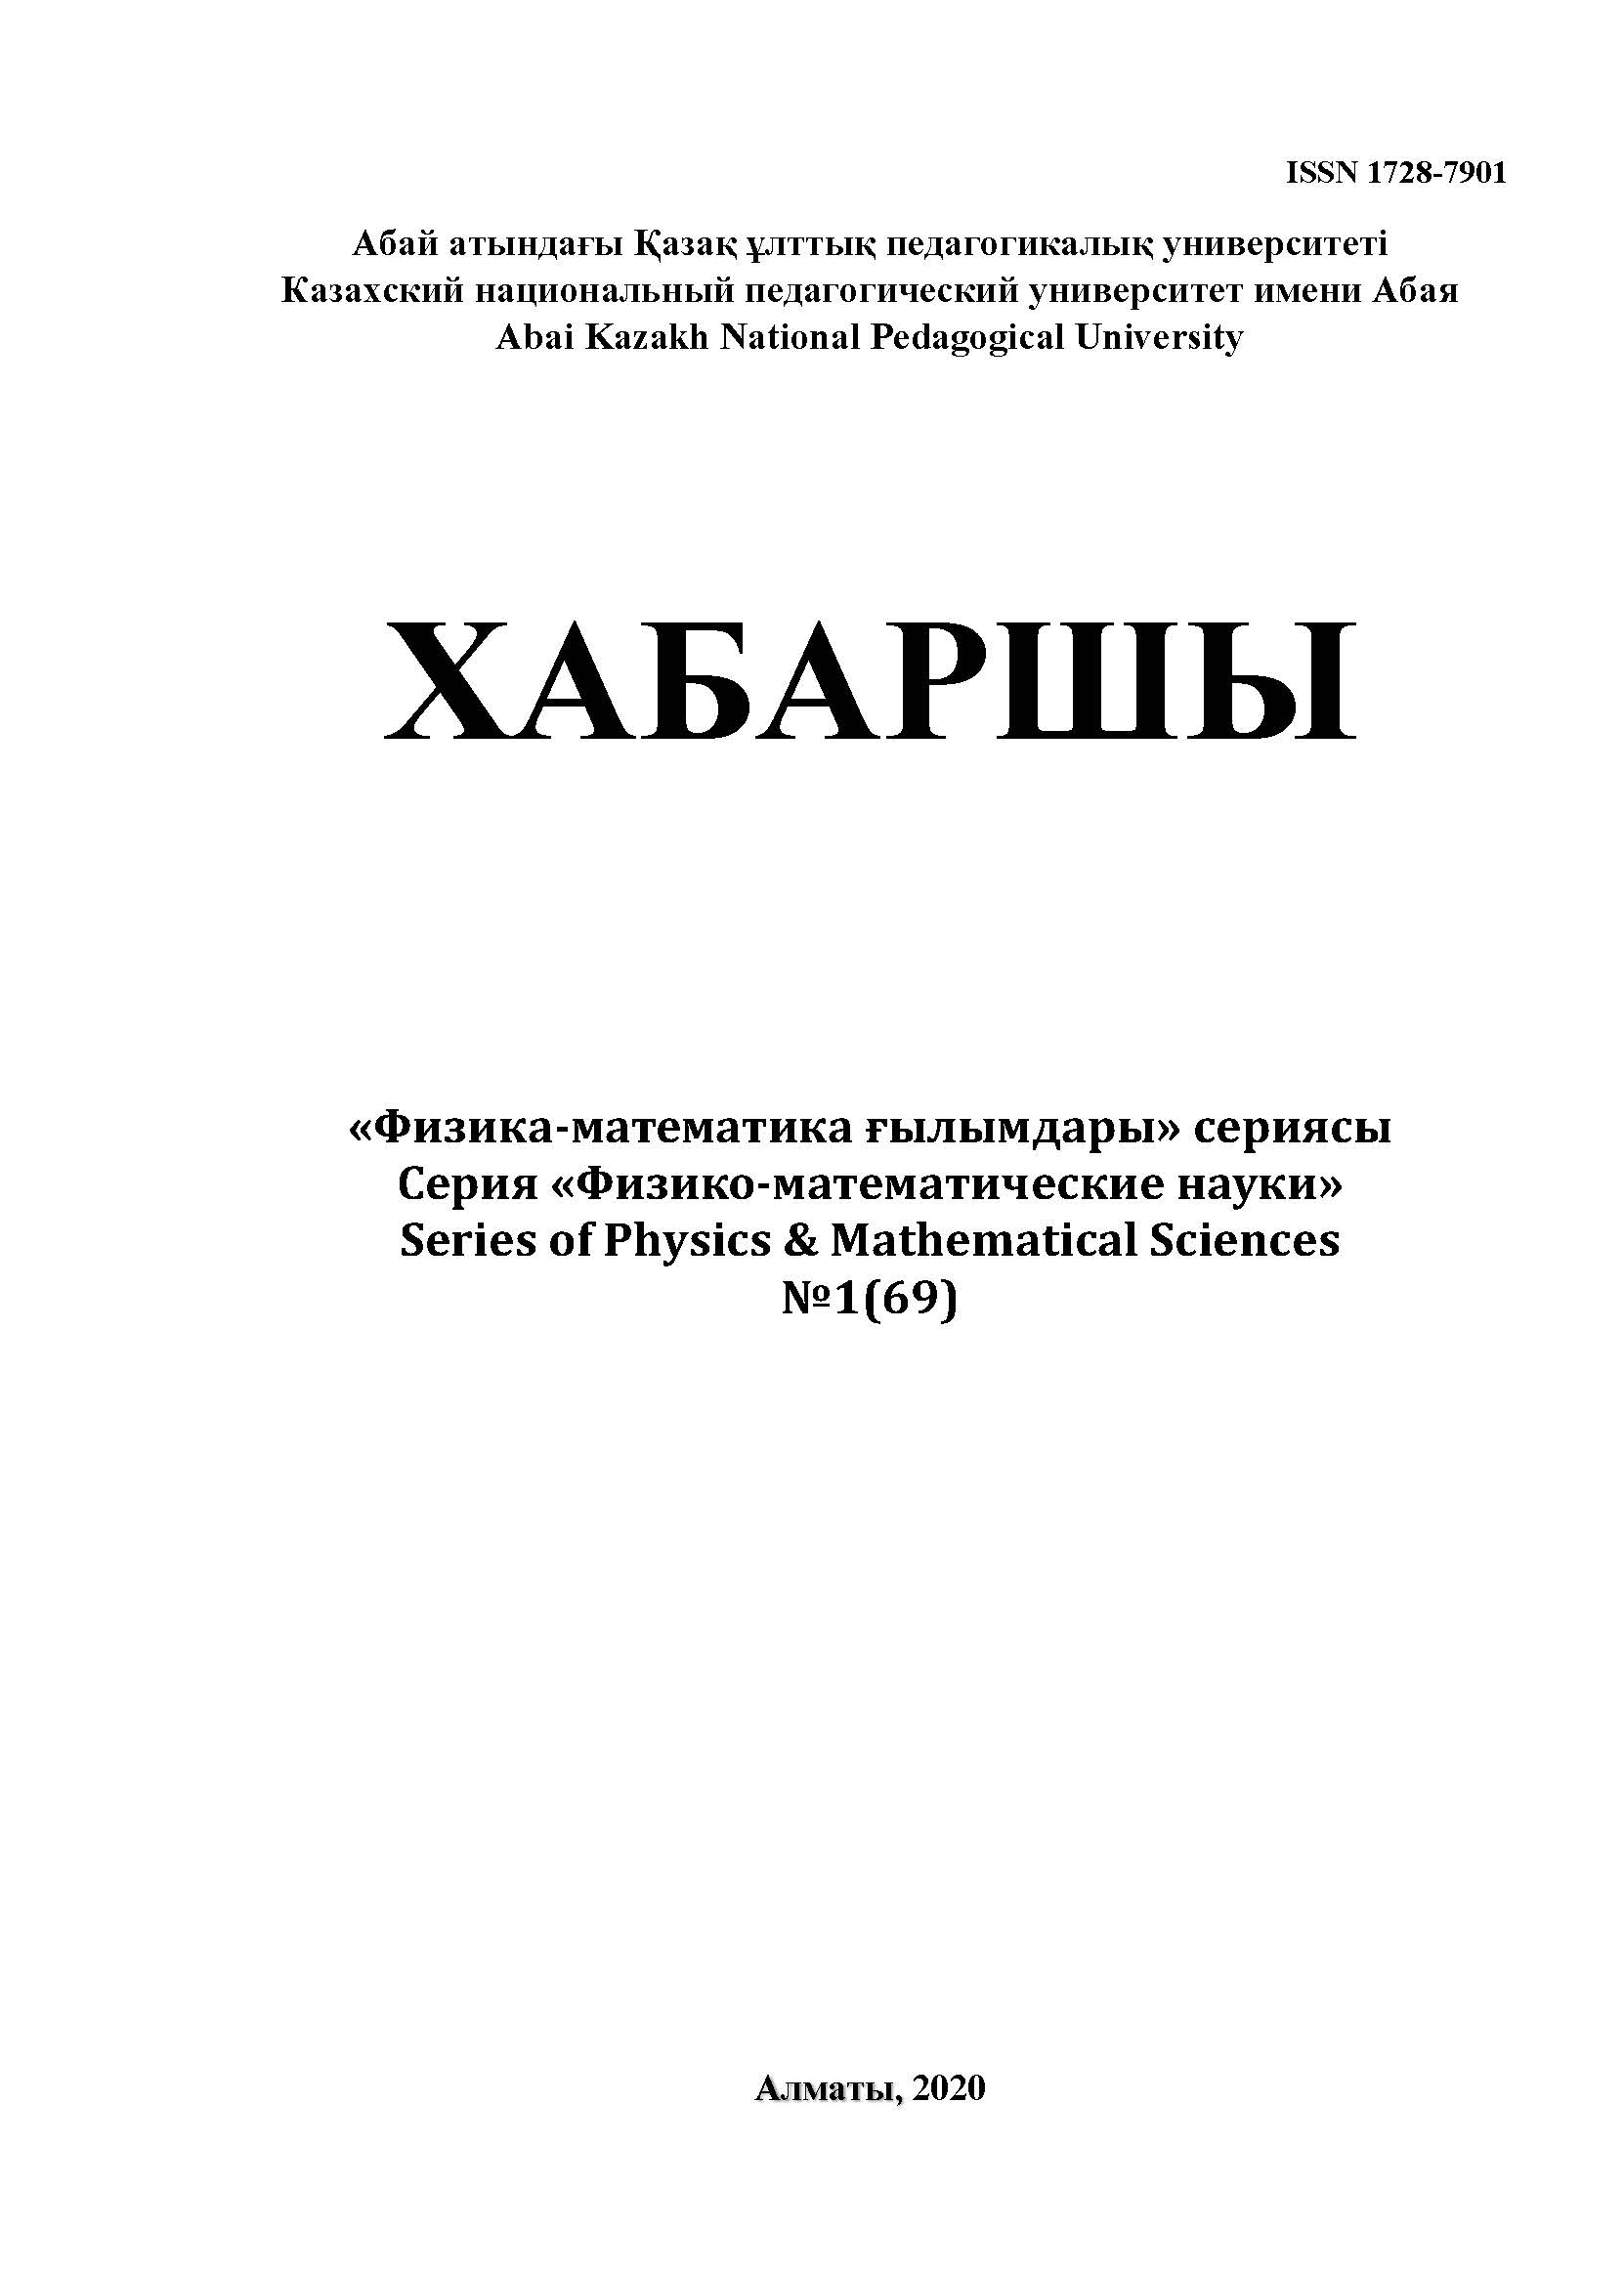 ISSN 1728-7901
Абай атындағы Қазақ ұлттық педагогикалық университеті
Казахский национальный педагогический университет имени Абая
Abai Kazakh National Pedagogical University
ХАБАРШЫ
«Физика-математика ғылымдары» сериясы
Серия «Физико-математические науки»
Series of Physics & Mathematical Sciences
№1(69)
Алматы, 2020